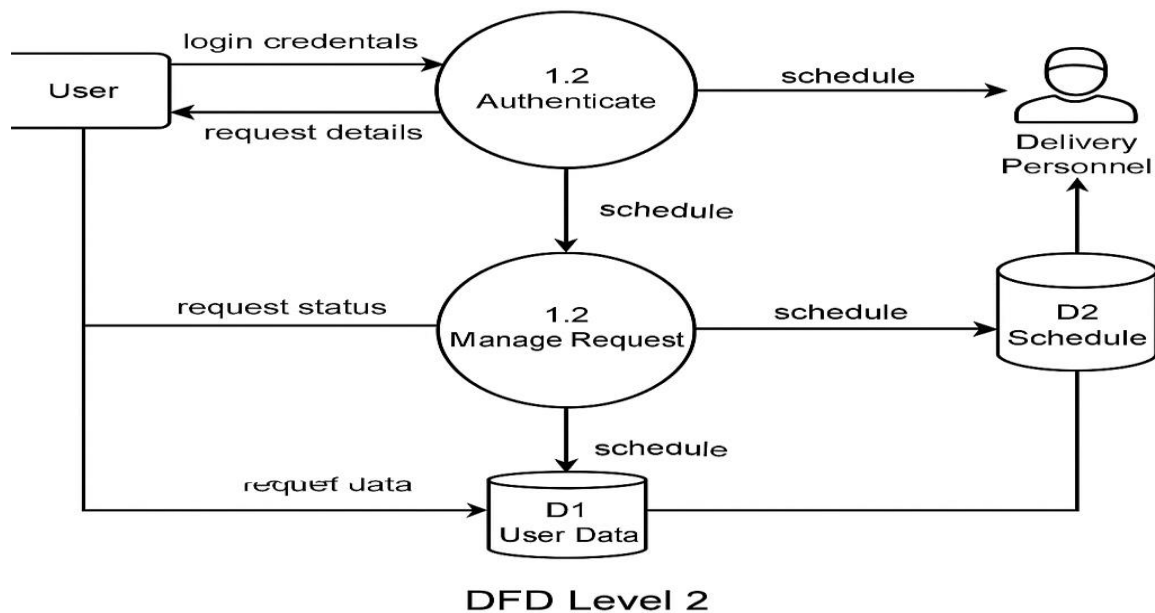 login credentals
User
1.2
Authenticate
schedule
request details
Delivery
Personnel
schedule
request status
1.2
Manage Request
schedule
D2
Schedule
schedule
D1
User Data
DFD Level 2